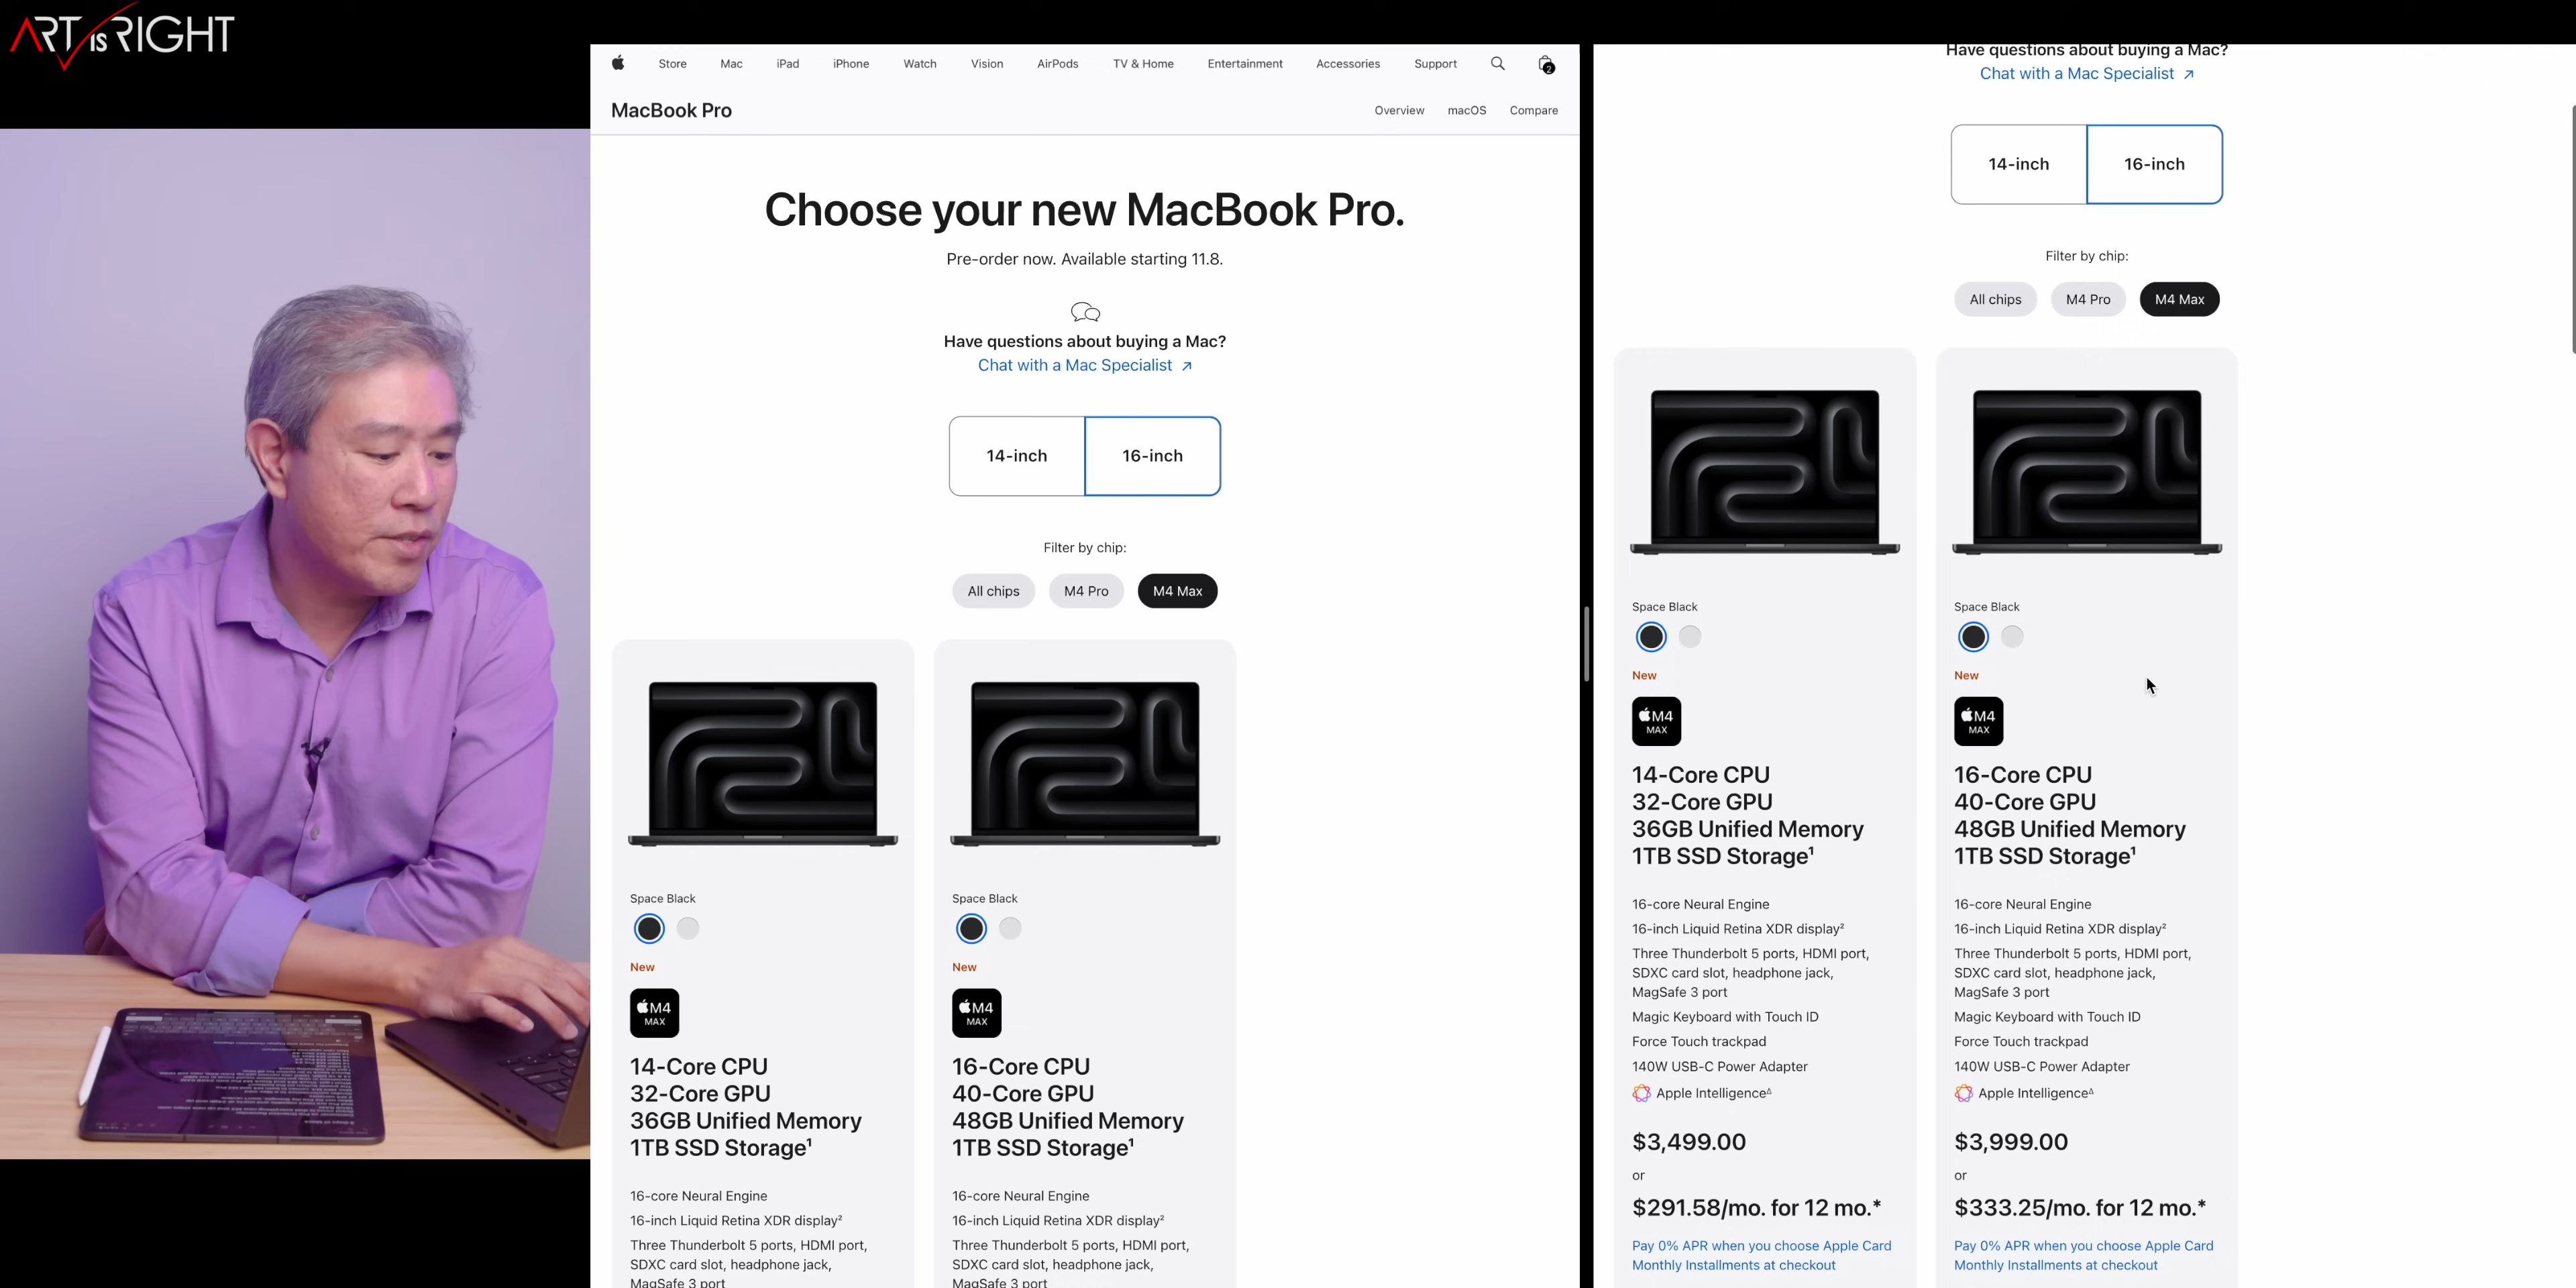 ART IS RIGHT
Store Mac iPad iPhone Watch Vision AirPods TV & Home Entertainment Accessories Support 2
MacBook Pro Overview macOS Compare
Choose your new MacBook Pro.
Pre-order now. Available starting 11.8.
Have questions about buying a Mac?
Chat with a Mac Specialist ↗
14-inch 16-inch
Filter by chip:
All chips M4 Pro M4 Max
Space Black
New
M4
MAX
14-Core CPU
32-Core GPU
36GB Unified Memory
1TB SSD Storage¹
16-core Neural Engine
16-inch Liquid Retina XDR display²
Three Thunderbolt 5 ports, HDMI port,
SDXC card slot, headphone jack,
MagSafe 3 port
Space Black
New
M4
MAX
16-Core CPU
40-Core GPU
48GB Unified Memory
1TB SSD Storage¹
16-core Neural Engine
16-inch Liquid Retina XDR display²
Three Thunderbolt 5 ports, HDMI port,
SDXC card slot, headphone jack,
MagSafe 3 port
Have questions about buying a Mac?
Chat with a Mac Specialist ↗
14-inch 16-inch
Filter by chip:
All chips M4 Pro M4 Max
Space Black
New
M4
MAX
14-Core CPU
32-Core GPU
36GB Unified Memory
1TB SSD Storage¹
16-core Neural Engine
16-inch Liquid Retina XDR display²
Three Thunderbolt 5 ports, HDMI port,
SDXC card slot, headphone jack,
MagSafe 3 port
Magic Keyboard with Touch ID
Force Touch trackpad
140W USB-C Power Adapter
Apple Intelligence∆
$3,499.00
or
$291.58/mo. for 12 mo.*
Pay 0% APR when you choose Apple Card
Monthly Installments at checkout
Space Black
New
M4
MAX
16-Core CPU
40-Core GPU
48GB Unified Memory
1TB SSD Storage¹
16-core Neural Engine
16-inch Liquid Retina XDR display²
Three Thunderbolt 5 ports, HDMI port,
SDXC card slot, headphone jack,
MagSafe 3 port
Magic Keyboard with Touch ID
Force Touch trackpad
140W USB-C Power Adapter
Apple Intelligence∆
$3,999.00
or
$333.25/mo. for 12 mo.*
Pay 0% APR when you choose Apple Card
Monthly Installments at checkout